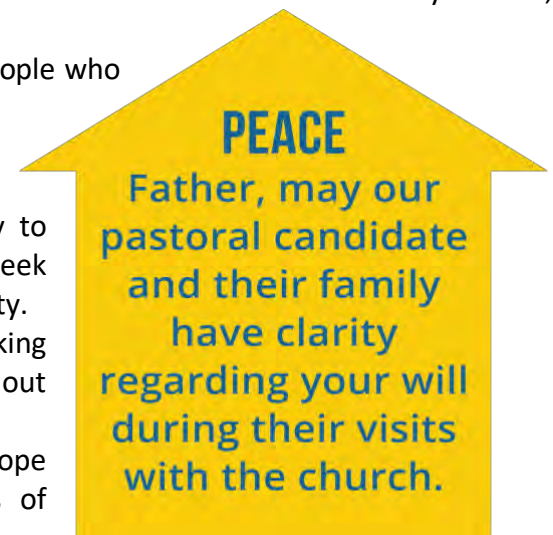 ople who
PEACE
Father, may our
pastoral candidate
and their family
have clarity
regarding your will
during their visits
with the church.
to
eek
ty.
king
out
ope
of